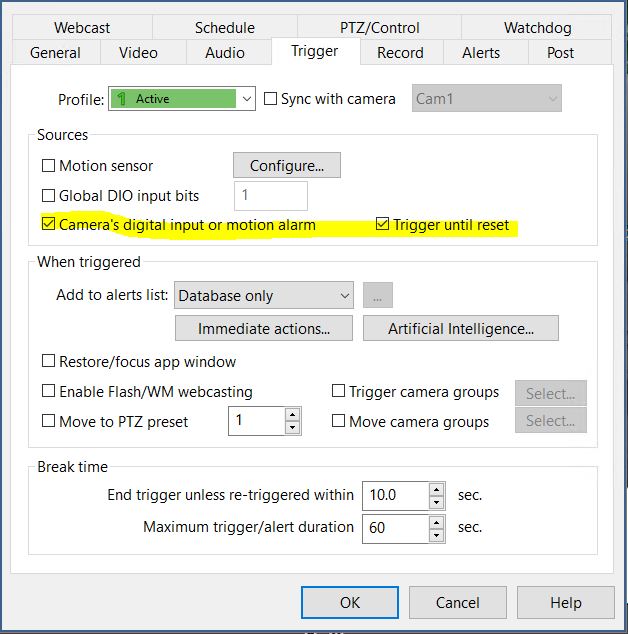 Webcast Schedule PTZ/Control Watchdog
General Video Audio Trigger Record Alerts Post
Profile: 1 Active Sync with camera Cam1
Sources
Motion sensor Configure...
Global DIO input bits 1
Camera's digital input or motion alarm Trigger until reset
When triggered
Add to alerts list: Database only ...
Immediate actions... Artificial Intelligence...
Restore/focus app window
Enable Flash/WM webcasting Trigger camera groups Select...
Move to PTZ preset 1 Move camera groups Select...
Break time
End trigger unless re-triggered within 10.0 sec.
Maximum trigger/alert duration 60 sec.
OK Cancel Help